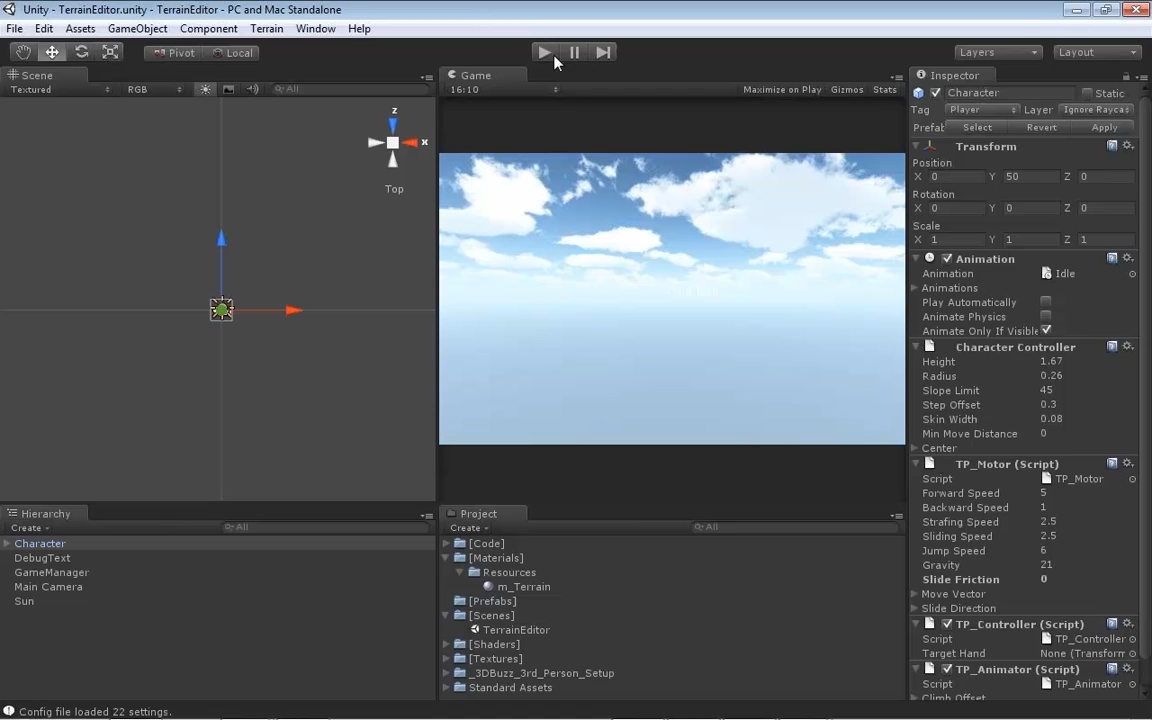 Unity - TerrainEditor.unity - TerrainEditor - PC and Mac Standalone
File Edit Assets GameObject Component Terrain Window Help
Pivot Local Layers Layout
Scene
Textured RGB All
z
x
Top
Game
16:10 Maximize on Play Gizmos Stats
Inspector
Character Static
Tag Player Layer Ignore Rayca
Prefab Select Revert Apply
Transform
Position
X 0 Y 50 Z 0
Rotation
X 0 Y 0 Z 0
Scale
X 1 Y 1 Z 1
Animation
Animation Idle
Animations
Play Automatically
Animate Physics
Animate Only If Visible
Character Controller
Height 1.67
Radius 0.26
Slope Limit 45
Step Offset 0.3
Skin Width 0.08
Min Move Distance 0
Center
TP_Motor (Script)
Script TP_Motor
Forward Speed 5
Backward Speed 1
Strafing Speed 2.5
Sliding Speed 2.5
Jump Speed 6
Gravity 21
Slide Friction 0
Move Vector
Slide Direction
TP_Controller (Script)
Script TP_Controller
Target Hand None (Transform
TP_Animator (Script)
Script TP_Animator
Climb Offset
Hierarchy
Create All
Character
DebugText
GameManager
Main Camera
Sun
Project
Create All
[Code]
[Materials]
Resources
m_Terrain
[Prefabs]
[Scenes]
TerrainEditor
[Shaders]
[Textures]
_3DBuzz_3rd_Person_Setup
Standard Assets
Config file loaded 22 settings.